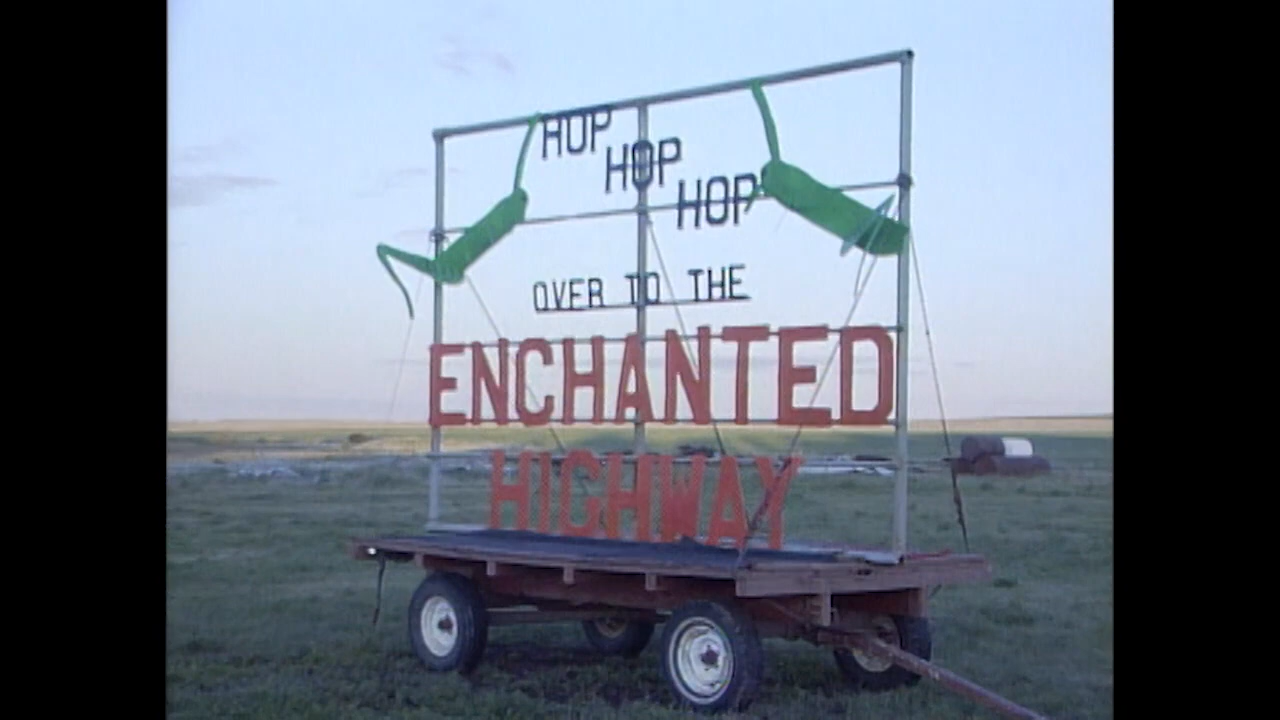 HOP
HOP
HOP
OVER TO THE
ENCHANTED
HIGHWAY